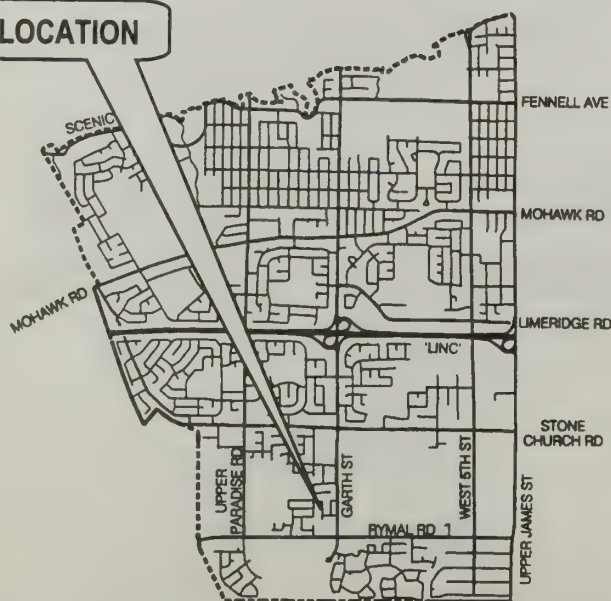 LOCATION
FENNELL AVE
SCENIC
MOHAWK RD
MOHAWK RD
LIMERIDGE RD
'LINC'
STONE
CHURCH RD
UPPER
PARADISE RD
GARTH ST
WEST 5TH ST
UPPER JAMES ST
RYMAL RD